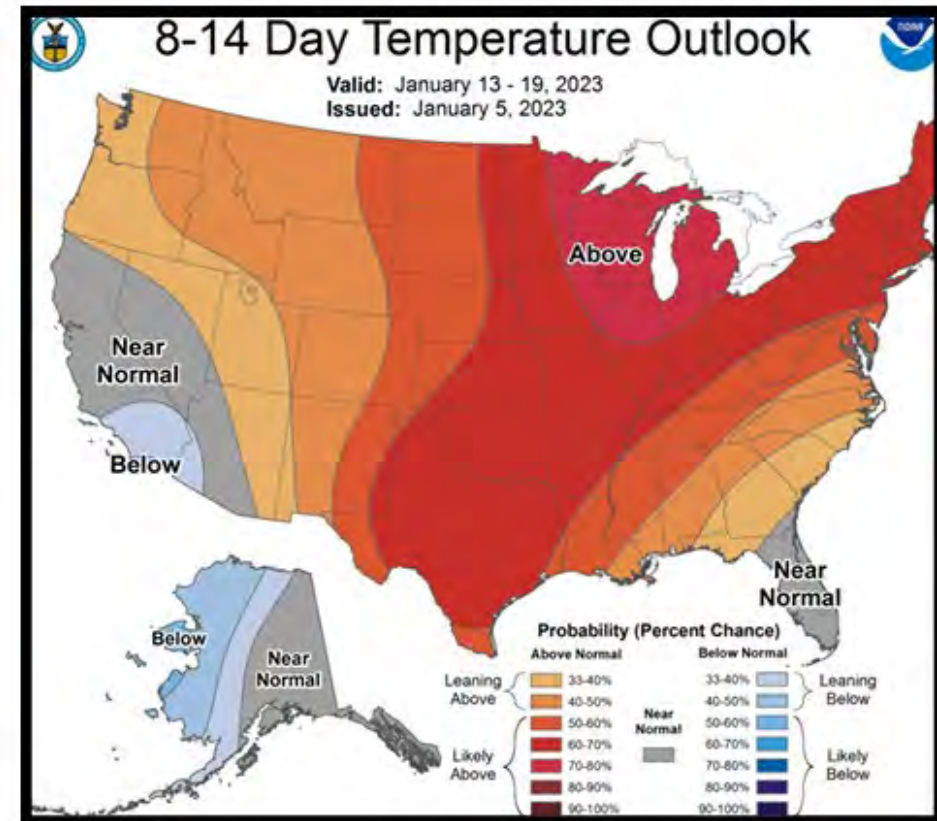 8-14 Day Temperature Outlook
NOAA
Valid: January 13 - 19, 2023
Issued: January 5, 2023
Above
Near
Normal
Below
Near
Normal
Below
Near
Normal
Probability (Percent Chance)
Above Normal Below Normal
Leaning
Above
33-40%
40-50%
Likely
Above
50-60%
60-70%
70-80%
80-90%
90-100%
Near
Normal
33-40%
40-50%
Leaning
Below
50-60%
60-70%
70-80%
80-90%
90-100%
Likely
Below